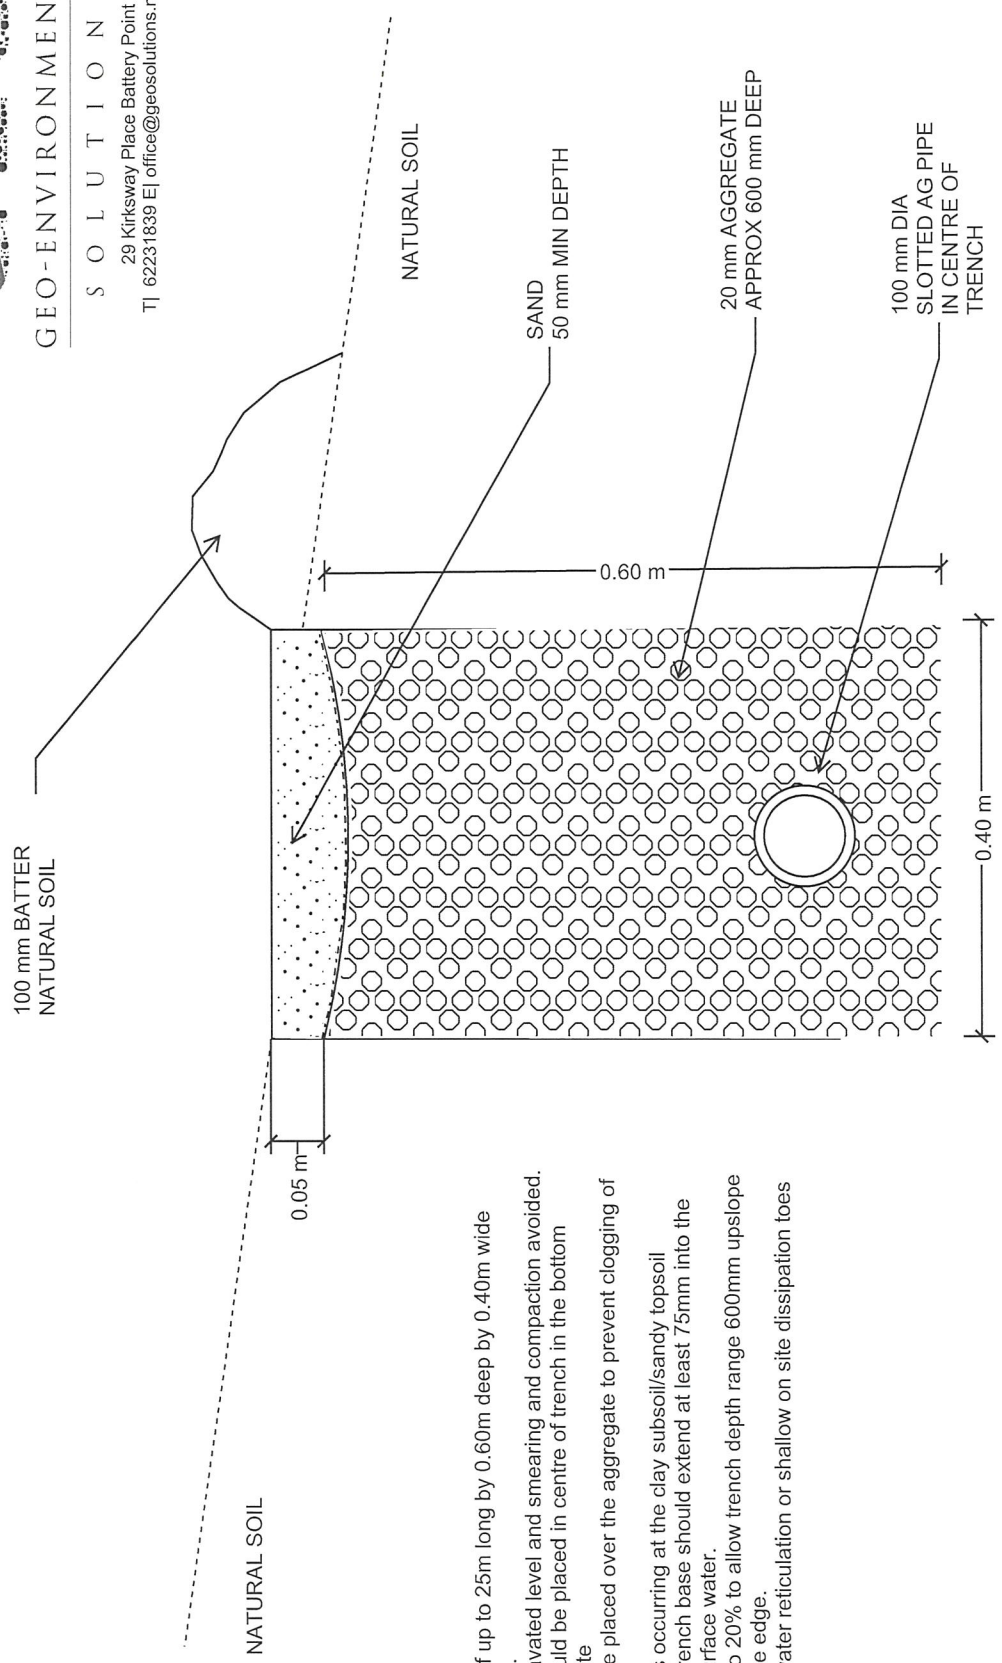 GEO-ENVIRONMEN
S O L U T I O N
29 Kirksway Place Battery Point
T| 62231839 E| office@geosolutions.
100 mm BATTER
NATURAL SOIL
NATURAL SOIL
SAND
50 mm MIN DEPTH
20 mm AGGREGATE
APPROX 600 mm DEEP
100 mm DIA
SLOTTED AG PIPE
IN CENTRE OF
TRENCH
0.60 m
0.40 m
0.05 m
NATURAL SOIL
f up to 25m long by 0.60m deep by 0.40m wide
avated level and smearing and compaction avoided.
uld be placed in centre of trench in the bottom
te
e placed over the aggregate to prevent clogging of
s occurring at the clay subsoil/sandy topsoil
rench base should extend at least 75mm into the
rface water.
o 20% to allow trench depth range 600mm upslope
e edge.
ater reticulation or shallow on site dissipation toes